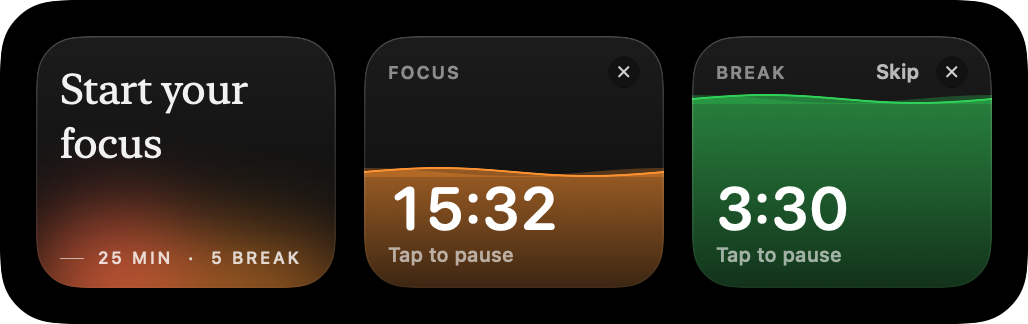 Start your
focus
25 MIN · 5 BREAK
FOCUS
15:32
Tap to pause
BREAK Skip
3:30
Tap to pause